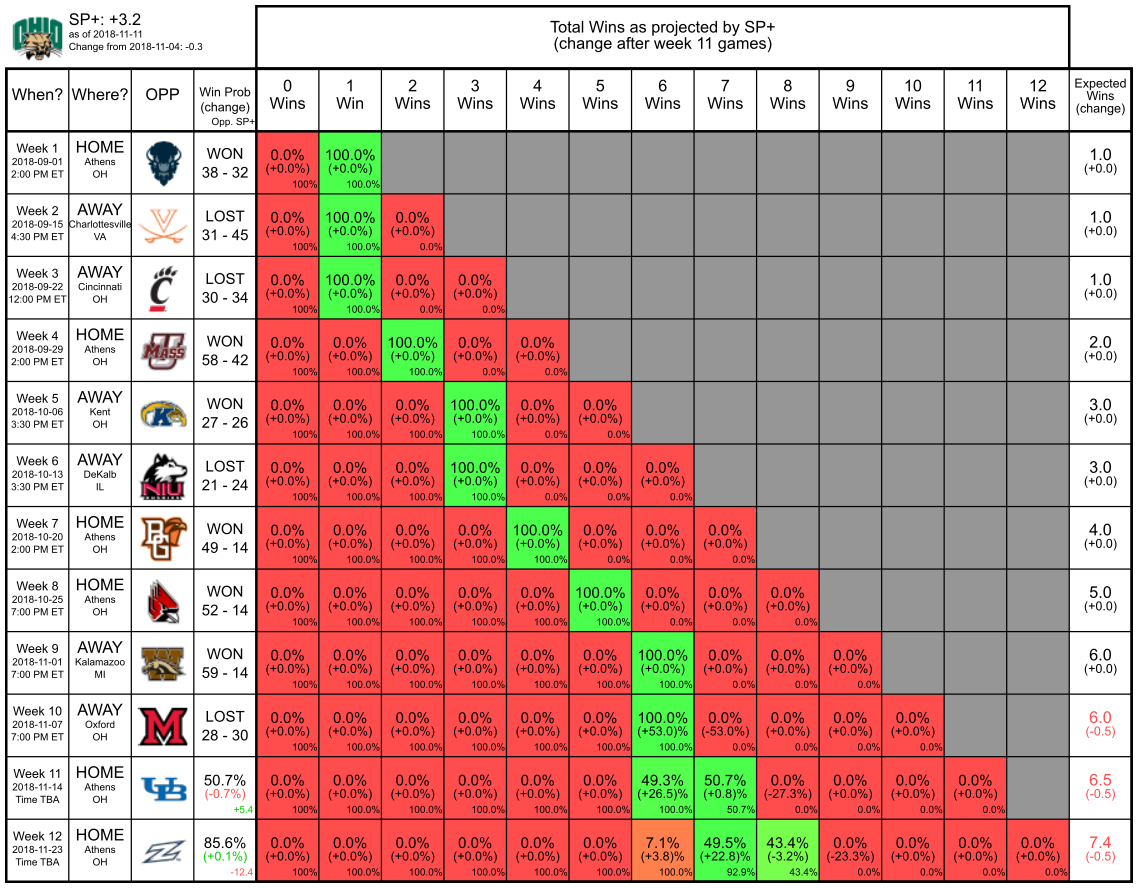 OHIO
SP+: +3.2
as of 2018-11-11
Change from 2018-11-04: -0.3
Total Wins as projected by SP+
(change after week 11 games)
When? Where? OPP Win Prob (change) Opp. SP+ 0 Wins 1 Win 2 Wins 3 Wins 4 Wins 5 Wins 6 Wins 7 Wins 8 Wins 9 Wins 10 Wins 11 Wins 12 Wins Expected Wins (change)
Week 1 HOME WON 0.0% 100.0% 1.0
2018-09-01 Athens 38 - 32 (+0.0%) (+0.0%) (+0.0)
2:00 PM ET OH 100% 100.0%
Week 2 AWAY LOST 0.0% 100.0% 0.0% 1.0
2018-09-15 Charlottesville V 31 - 45 (+0.0%) (+0.0%) (+0.0%) (+0.0)
4:30 PM ET VA 100% 100.0% 0.0%
Week 3 AWAY C LOST 0.0% 100.0% 0.0% 0.0% 1.0
2018-09-22 Cincinnati 30 - 34 (+0.0%) (+0.0%) (+0.0%) (+0.0%) (+0.0)
12:00 PM ET OH 100% 100.0% 0.0% 0.0%
Week 4 HOME U WON 0.0% 0.0% 100.0% 0.0% 0.0% 2.0
2018-09-29 Athens MASS 58 - 42 (+0.0%) (+0.0%) (+0.0%) (+0.0%) (+0.0%) (+0.0)
2:00 PM ET OH 100% 100.0% 100.0% 0.0% 0.0%
Week 5 AWAY K WON 0.0% 0.0% 0.0% 100.0% 0.0% 0.0% 3.0
2018-10-06 Kent 27 - 26 (+0.0%) (+0.0%) (+0.0%) (+0.0%) (+0.0%) (+0.0%) (+0.0)
3:30 PM ET OH 100% 100.0% 100.0% 100.0% 0.0% 0.0%
Week 6 AWAY LOST 0.0% 0.0% 0.0% 100.0% 0.0% 0.0% 0.0% 3.0
2018-10-13 DeKalb NIU 21 - 24 (+0.0%) (+0.0%) (+0.0%) (+0.0%) (+0.0%) (+0.0%) (+0.0%) (+0.0)
3:30 PM ET IL 100% 100.0% 100.0% 100.0% 0.0% 0.0% 0.0%
Week 7 HOME BG WON 0.0% 0.0% 0.0% 0.0% 100.0% 0.0% 0.0% 0.0% 4.0
2018-10-20 Athens 49 - 14 (+0.0%) (+0.0%) (+0.0%) (+0.0%) (+0.0%) (+0.0%) (+0.0%) (+0.0%) (+0.0)
2:00 PM ET OH 100% 100.0% 100.0% 100.0% 100.0% 0.0% 0.0% 0.0%
Week 8 HOME WON 0.0% 0.0% 0.0% 0.0% 0.0% 100.0% 0.0% 0.0% 0.0% 5.0
2018-10-25 Athens 52 - 14 (+0.0%) (+0.0%) (+0.0%) (+0.0%) (+0.0%) (+0.0%) (+0.0%) (+0.0%) (+0.0%) (+0.0)
7:00 PM ET OH 100% 100.0% 100.0% 100.0% 100.0% 100.0% 0.0% 0.0% 0.0%
Week 9 AWAY W WON 0.0% 0.0% 0.0% 0.0% 0.0% 0.0% 100.0% 0.0% 0.0% 0.0% 6.0
2018-11-01 Kalamazoo 59 - 14 (+0.0%) (+0.0%) (+0.0%) (+0.0%) (+0.0%) (+0.0%) (+0.0%) (+0.0%) (+0.0%) (+0.0%) (+0.0)
7:00 PM ET MI 100% 100.0% 100.0% 100.0% 100.0% 100.0% 100.0% 0.0% 0.0% 0.0%
Week 10 AWAY M LOST 0.0% 0.0% 0.0% 0.0% 0.0% 0.0% 100.0% 0.0% 0.0% 0.0% 0.0% 6.0
2018-11-07 Oxford 28 - 30 (+0.0%) (+0.0%) (+0.0%) (+0.0%) (+0.0%) (+0.0%) (+53.0)% (-53.0%) (+0.0%) (+0.0%) (+0.0%) (-0.5)
7:00 PM ET OH 100% 100.0% 100.0% 100.0% 100.0% 100.0% 100.0% 0.0% 0.0% 0.0% 0.0%
Week 11 HOME UB 50.7% 0.0% 0.0% 0.0% 0.0% 0.0% 0.0% 49.3% 50.7% 0.0% 0.0% 0.0% 0.0% 6.5
2018-11-14 Athens (-0.7%) (+0.0%) (+0.0%) (+0.0%) (+0.0%) (+0.0%) (+0.0%) (+26.5)% (+0.8)% (-27.3%) (+0.0%) (+0.0%) (+0.0%) (-0.5)
Time TBA OH +5.4 100% 100.0% 100.0% 100.0% 100.0% 100.0% 100.0% 50.7% 0.0% 0.0% 0.0% 0.0%
Week 12 HOME Z 85.6% 0.0% 0.0% 0.0% 0.0% 0.0% 0.0% 7.1% 49.5% 43.4% 0.0% 0.0% 0.0% 0.0% 7.4
2018-11-23 Athens (+0.1%) (+0.0%) (+0.0%) (+0.0%) (+0.0%) (+0.0%) (+0.0%) (+3.8)% (+22.8)% (-3.2%) (-23.3%) (+0.0%) (+0.0%) (+0.0%) (-0.5)
Time TBA OH -12.4 100% 100.0% 100.0% 100.0% 100.0% 100.0% 100.0% 92.9% 43.4% 0.0% 0.0% 0.0% 0.0%